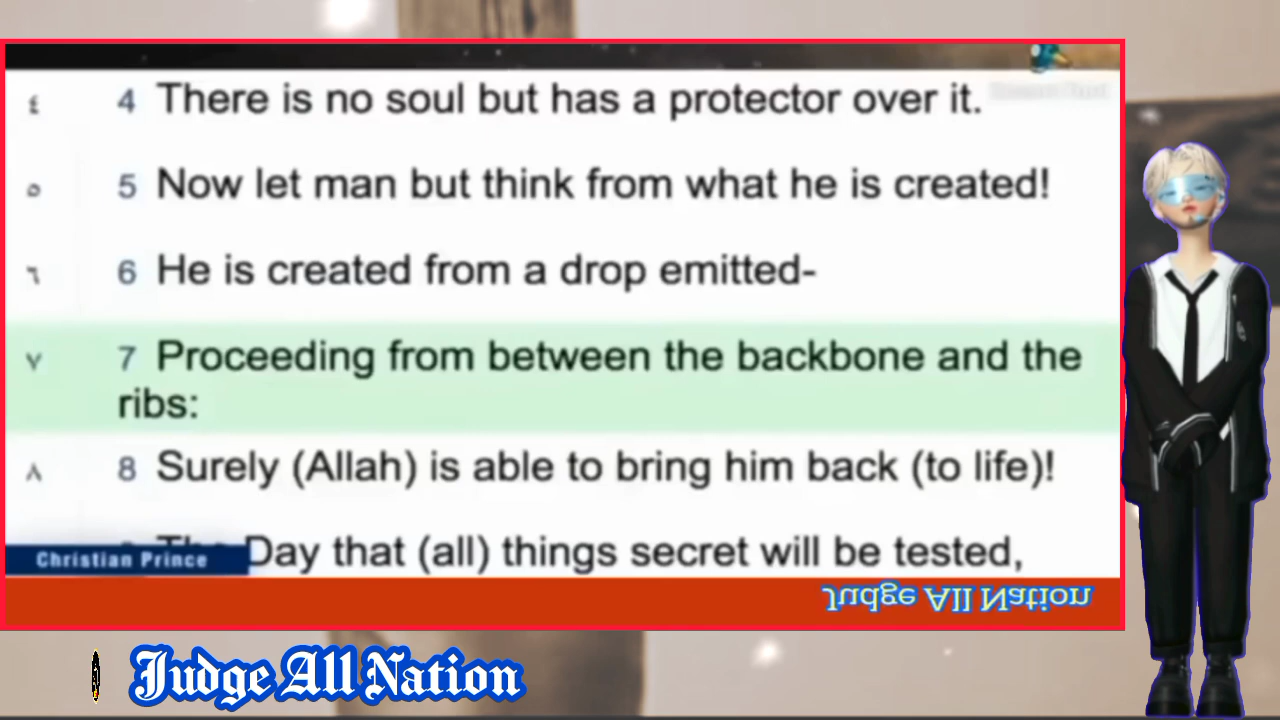 ٤ 4 There is no soul but has a protector over it.
٥ 5 Now let man but think from what he is created!
٦ 6 He is created from a drop emitted-
٧ 7 Proceeding from between the backbone and the
ribs:
٨ 8 Surely (Allah) is able to bring him back (to life)!
The Day that (all) things secret will be tested,
Christian Prince
Judge All Nation
Judge All Nation